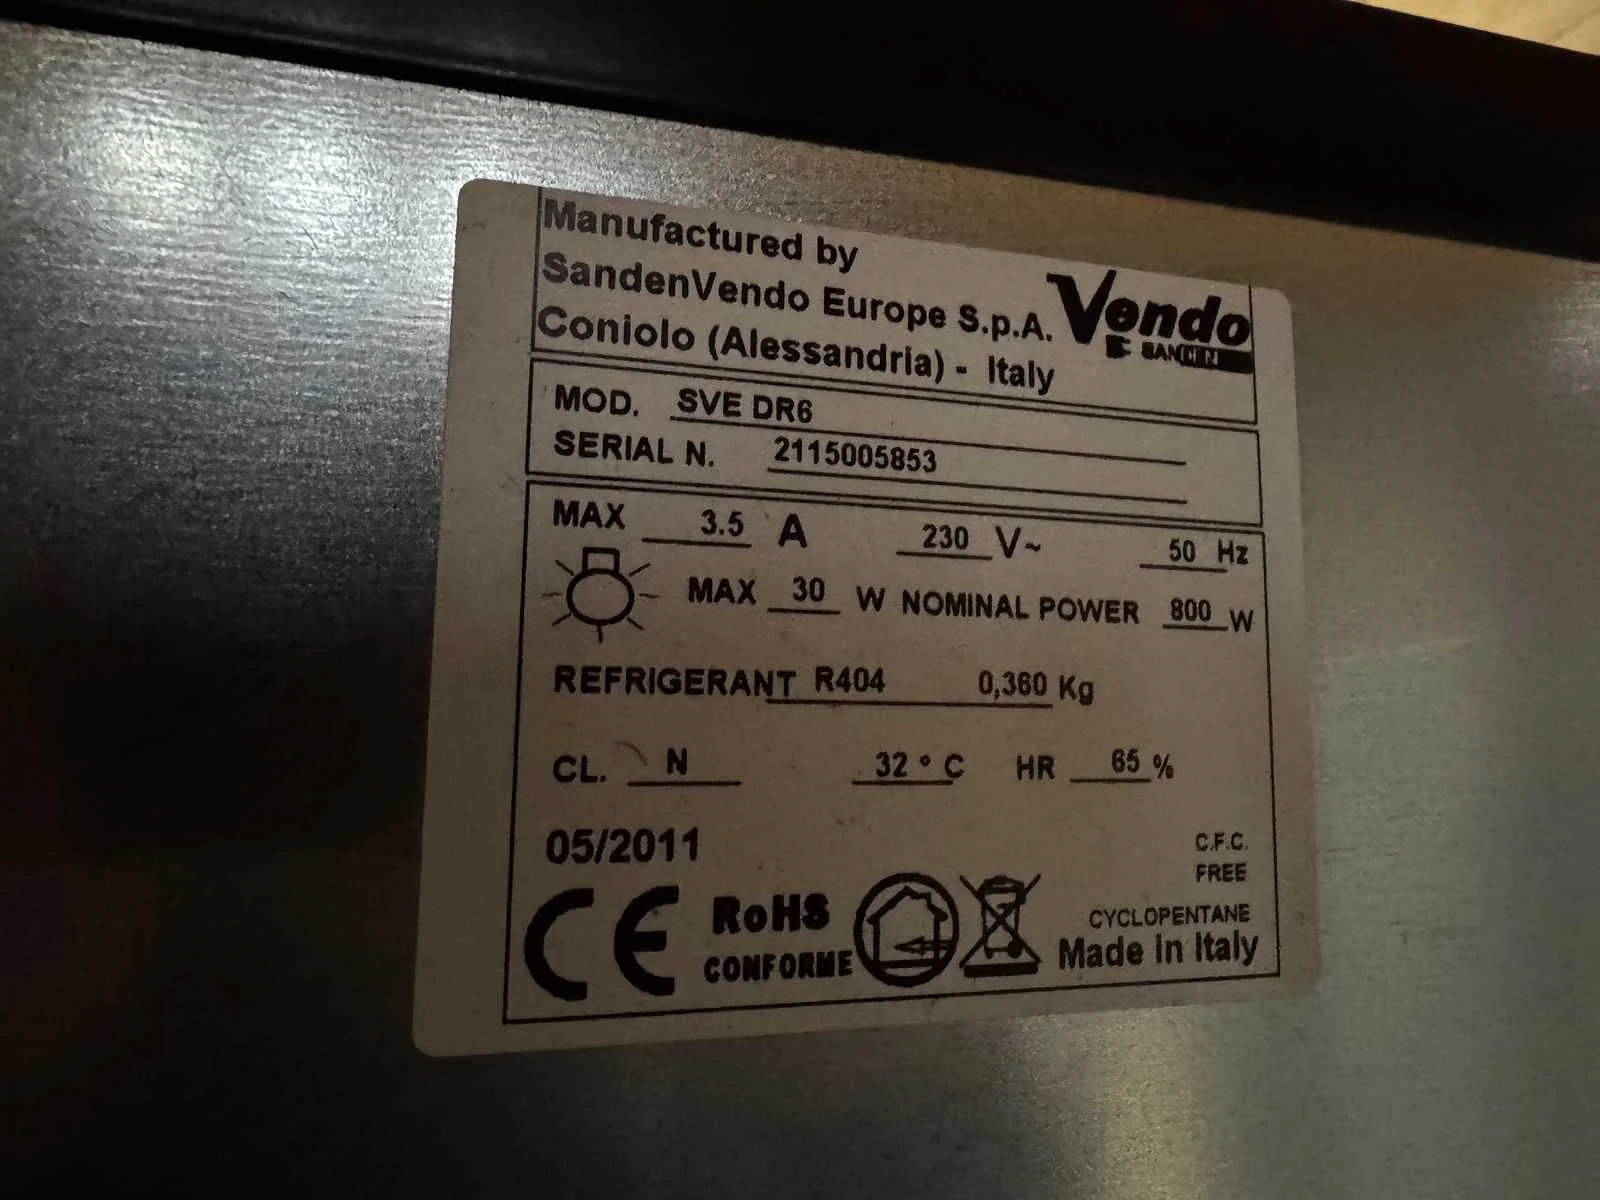 Manufactured by
SandenVendo Europe S.p.A.
Coniolo (Alessandria) - Italy
Vendo
SANDEN
MOD. SVE DR6
SERIAL N. 2115005853
MAX 3.5 A 230 V~ 50 Hz
MAX 30 W NOMINAL POWER 800 W
REFRIGERANT R404 0,360 Kg
CL. N 32 ° C HR 65 %
05/2011
C.F.C.
FREE
CE RoHS
CONFORME
CYCLOPENTANE
Made in Italy